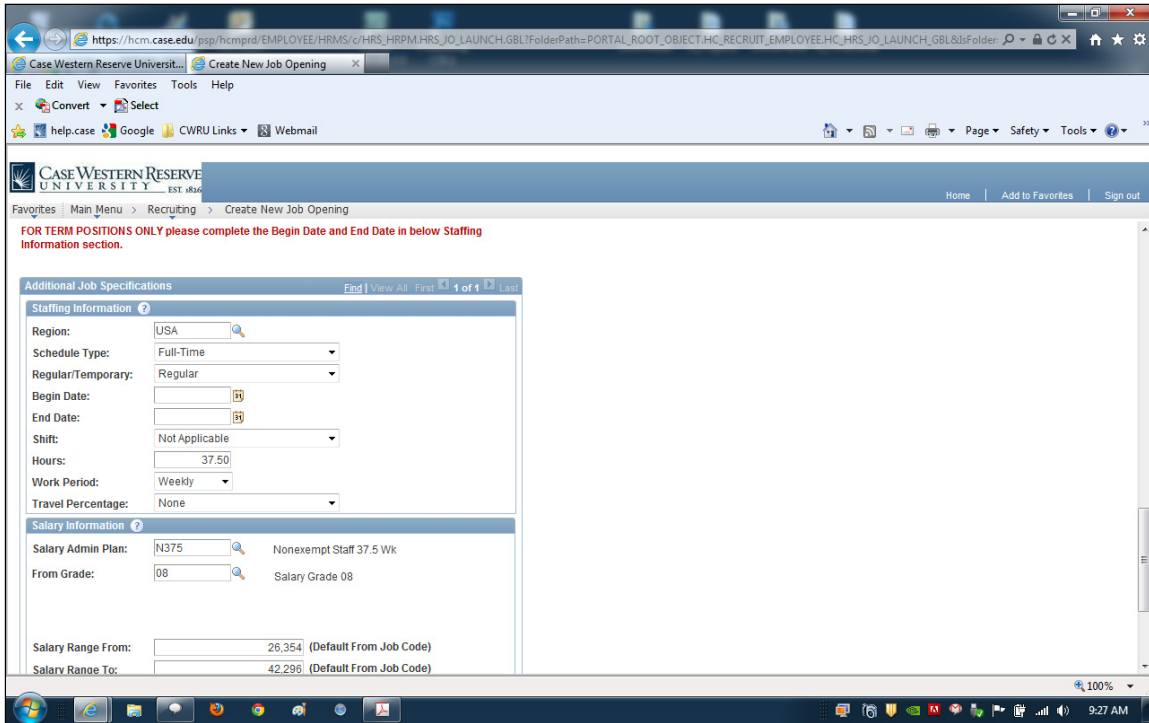 https://hcm.case.edu/psp/hcmprd/EMPLOYEE/HRMS/c/HRS_HRPM.HRS_JO_LAUNCH.GBL?FolderPath=PORTAL_ROOT_OBJECT.HC_RECRUIT_EMPLOYEE.HC_HRS_JO_LAUNCH_GBL&IsFolder:
Case Western Reserve Universit... Create New Job Opening
File Edit View Favorites Tools Help
Convert Select
help.case Google CWRU Links Webmail Page Safety Tools
CASE WESTERN RESERVE
UNIVERSITY EST. 1826
Home | Add to Favorites | Sign out
Favorites Main Menu > Recruiting > Create New Job Opening
FOR TERM POSITIONS ONLY please complete the Begin Date and End Date in below Staffing
Information section.
Additional Job Specifications Find | View All First 1 of 1 Last
Staffing Information
Region: USA
Schedule Type: Full-Time
Regular/Temporary: Regular
Begin Date:
End Date:
Shift: Not Applicable
Hours: 37.50
Work Period: Weekly
Travel Percentage: None
Salary Information
Salary Admin Plan: N375 Nonexempt Staff 37.5 Wk
From Grade: 08 Salary Grade 08
Salary Range From: 26,354 (Default From Job Code)
Salary Range To: 42,296 (Default From Job Code)
100%
9:27 AM